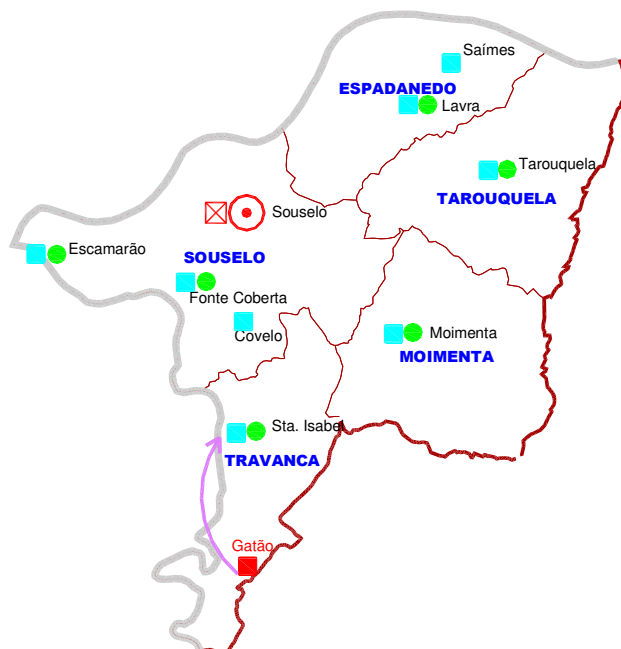 Saímes
ESPADANEDO
Lavra
Tarouquela
TAROUQUELA
Souselo
Escamarão
SOUSELO
Fonte Coberta
Covelo
Moimenta
MOIMENTA
Sta. Isabel
TRAVANCA
Gatão